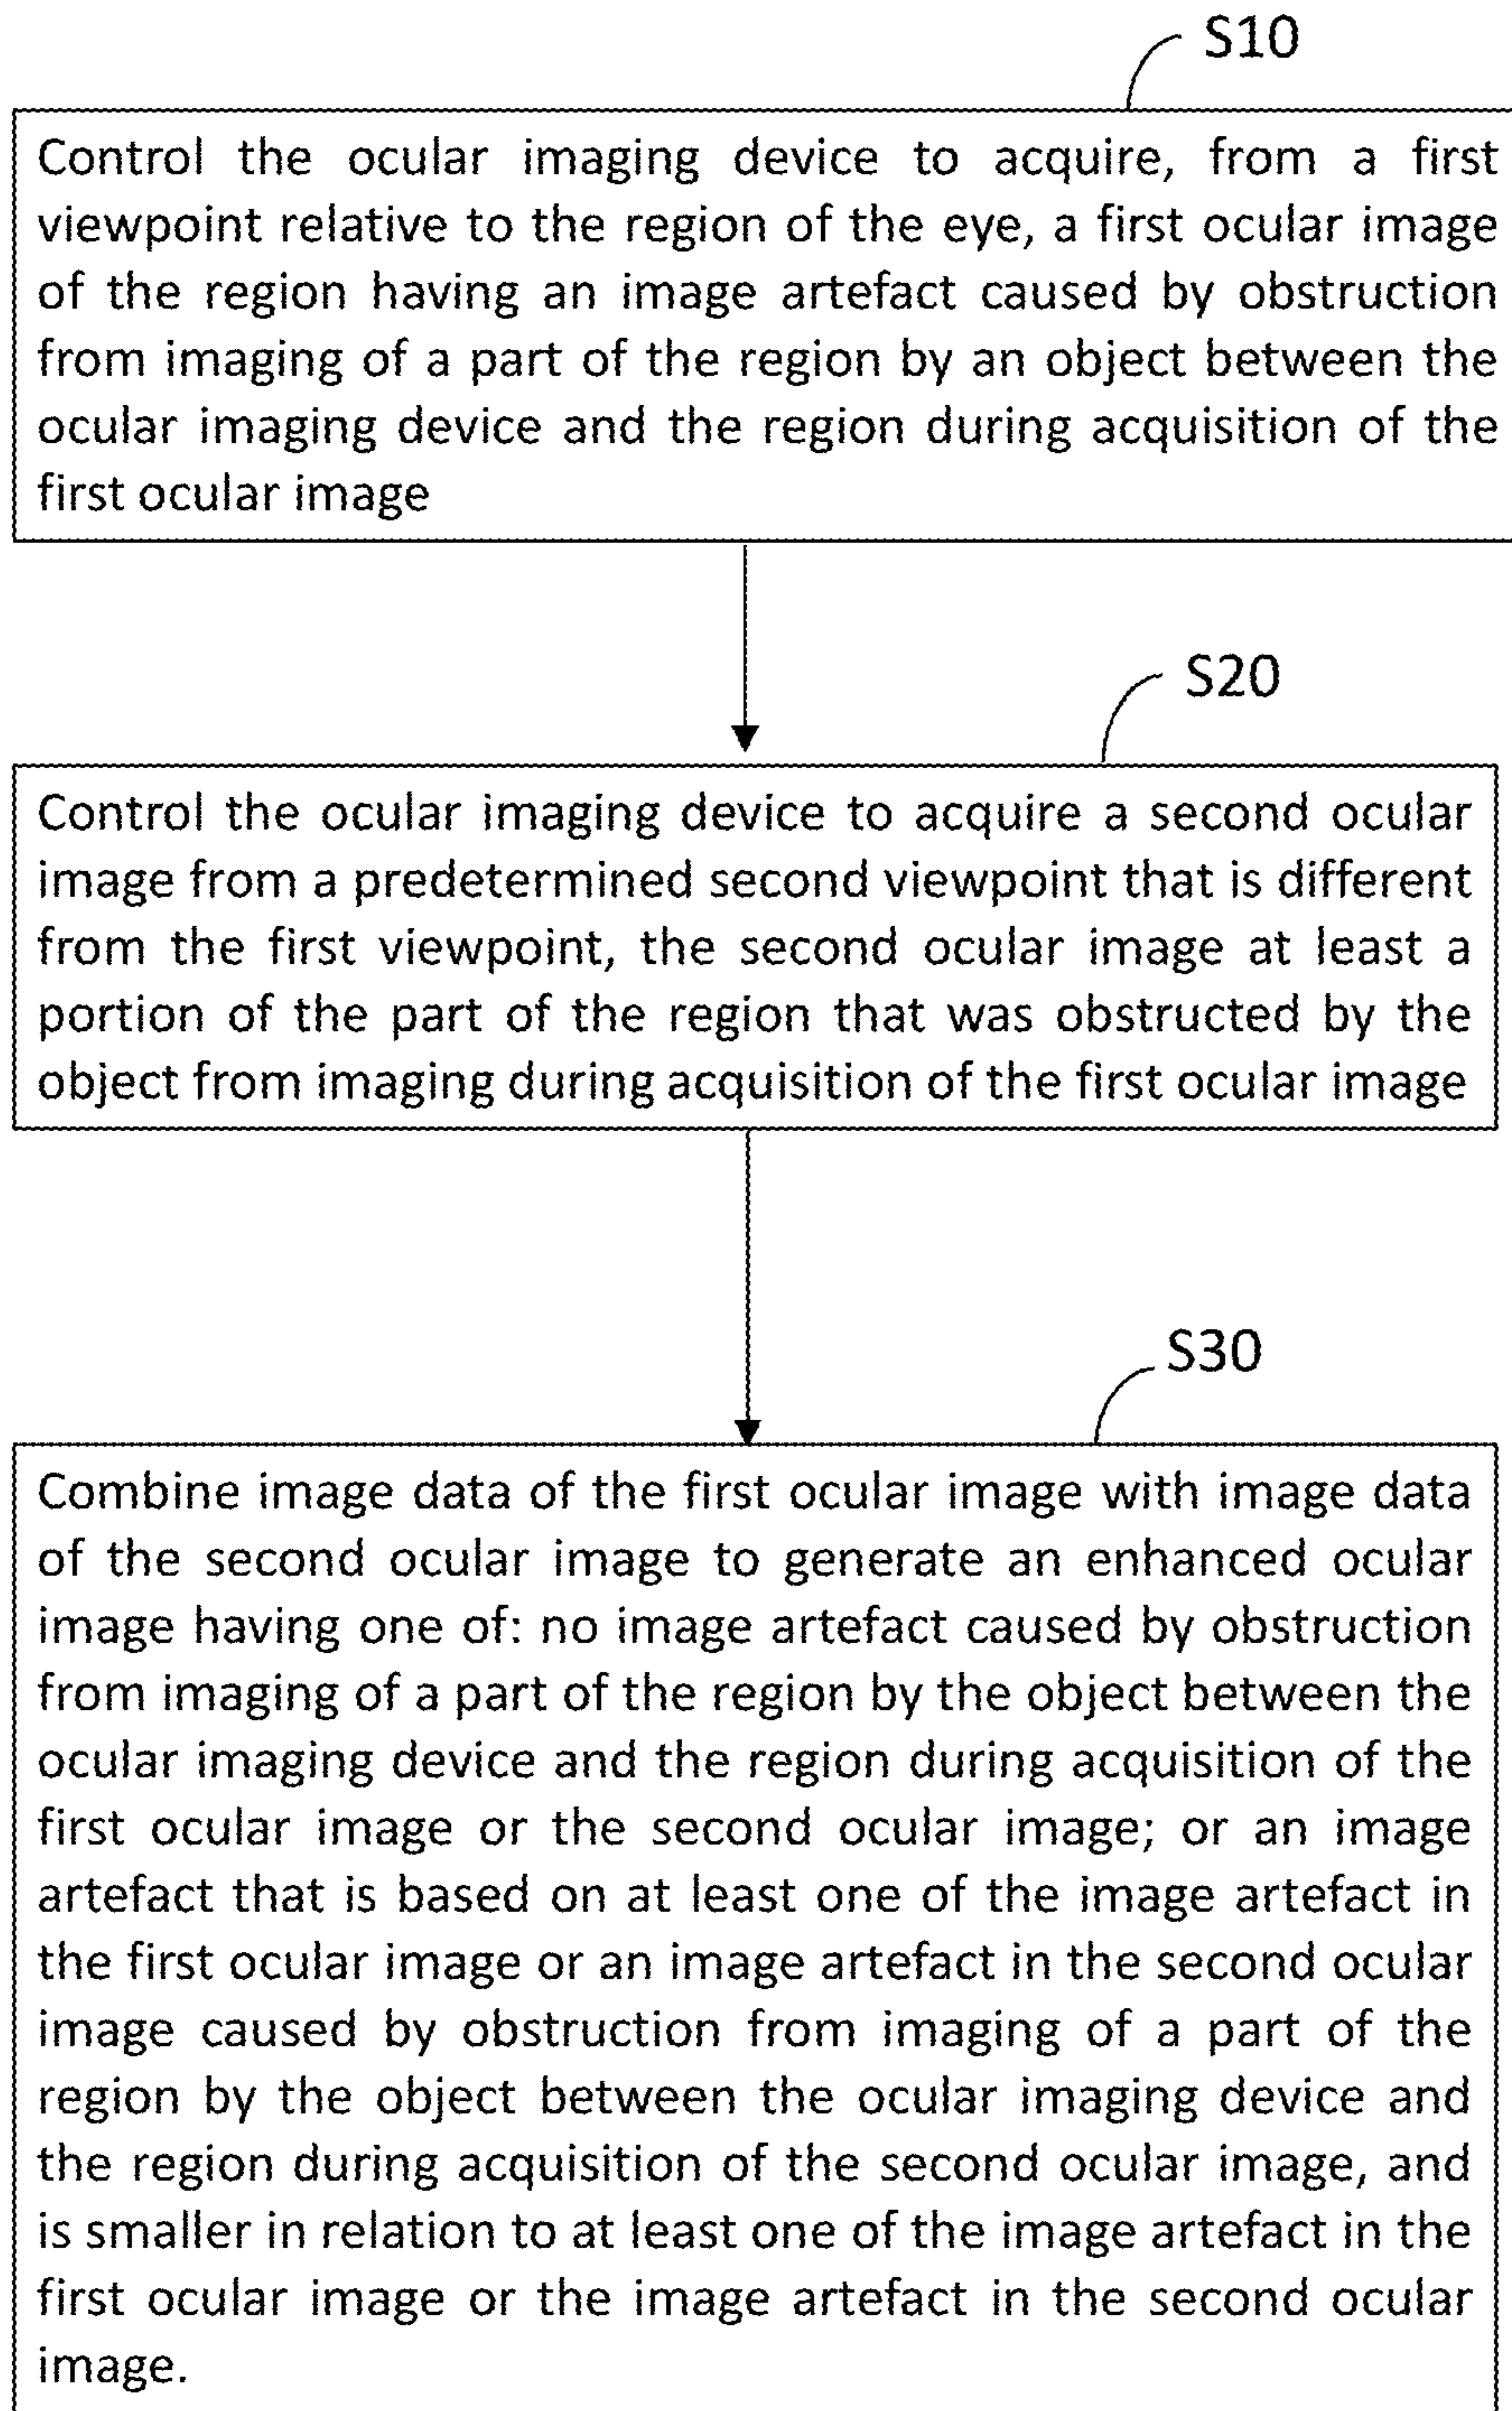 S10
Control the ocular imaging device to acquire, from a first
viewpoint relative to the region of the eye, a first ocular image
of the region having an image artefact caused by obstruction
from imaging of a part of the region by an object between the
ocular imaging device and the region during acquisition of the
first ocular image
S20
Control the ocular imaging device to acquire a second ocular
image from a predetermined second viewpoint that is different
from the first viewpoint, the second ocular image at least a
portion of the part of the region that was obstructed by the
object from imaging during acquisition of the first ocular image
S30
Combine image data of the first ocular image with image data
of the second ocular image to generate an enhanced ocular
image having one of: no image artefact caused by obstruction
from imaging of a part of the region by the object between the
ocular imaging device and the region during acquisition of the
first ocular image or the second ocular image; or an image
artefact that is based on at least one of the image artefact in
the first ocular image or an image artefact in the second ocular
image caused by obstruction from imaging of a part of the
region by the object between the ocular imaging device and
the region during acquisition of the second ocular image, and
is smaller in relation to at least one of the image artefact in the
first ocular image or the image artefact in the second ocular
image.